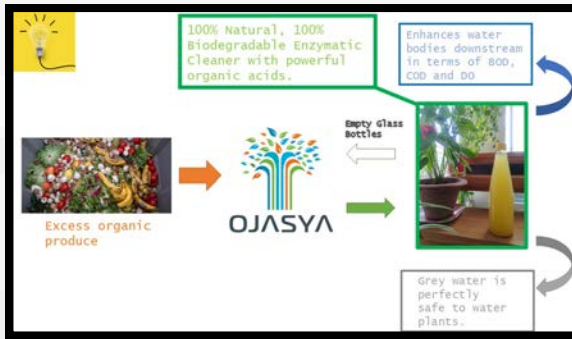 100% Natural, 100%
Biodegradable Enzymatic
Cleaner with powerful
organic acids.
Enhances water
bodies downstream
in terms of BOD,
COD and DO
Empty Glass
Bottles
OJASYA
Excess organic
produce
Grey water is
perfectly
safe to water
plants.